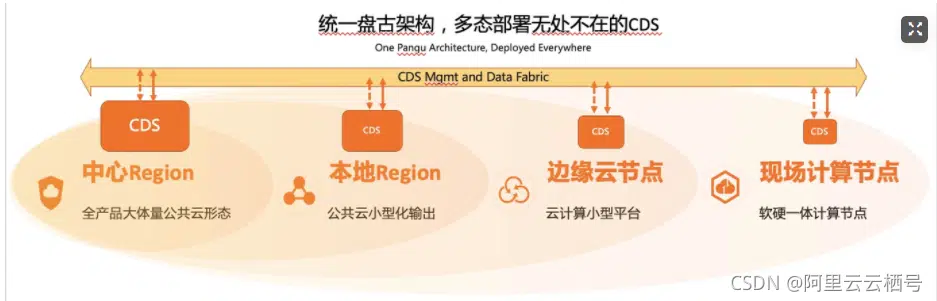 统一盘古架构，多态部署无处不在的CDS
One Pangu Architecture, Deployed Everywhere
CDS Mgmt and Data Fabric
CDS
CDS
CDS
CDS
中心Region
本地Region
边缘云节点
现场计算节点
全产品大体量公共云形态
公共云小型化输出
云计算小型平台
软硬一体计算节点
CSDN @阿里云云栖号